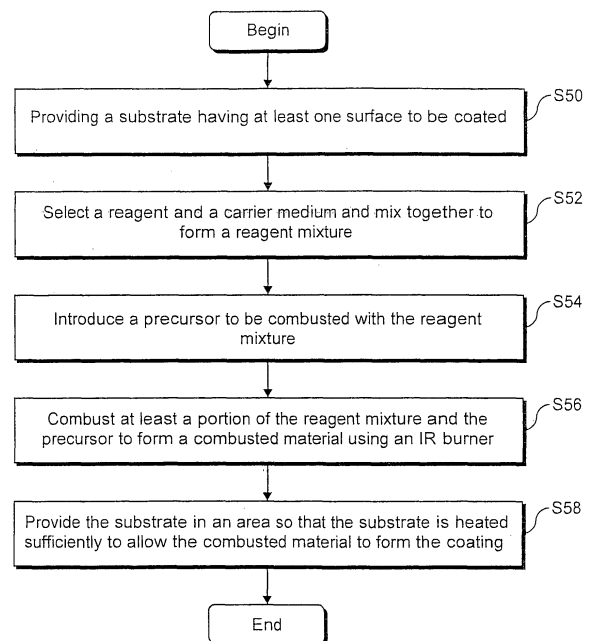 Begin
Providing a substrate having at least one surface to be coated
S50
Select a reagent and a carrier medium and mix together to
form a reagent mixture
S52
Introduce a precursor to be combusted with the reagent
mixture
S54
Combust at least a portion of the reagent mixture and the
precursor to form a combusted material using an IR burner
S56
Provide the substrate in an area so that the substrate is heated
sufficiently to allow the combusted material to form the coating
S58
End